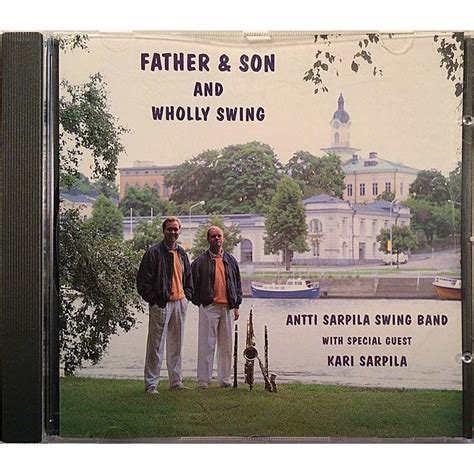 FATHER & SON
AND
WHOLLY SWING
ANTTI SARPILA SWING BAND
WITH SPECIAL GUEST
KARI SARPILA